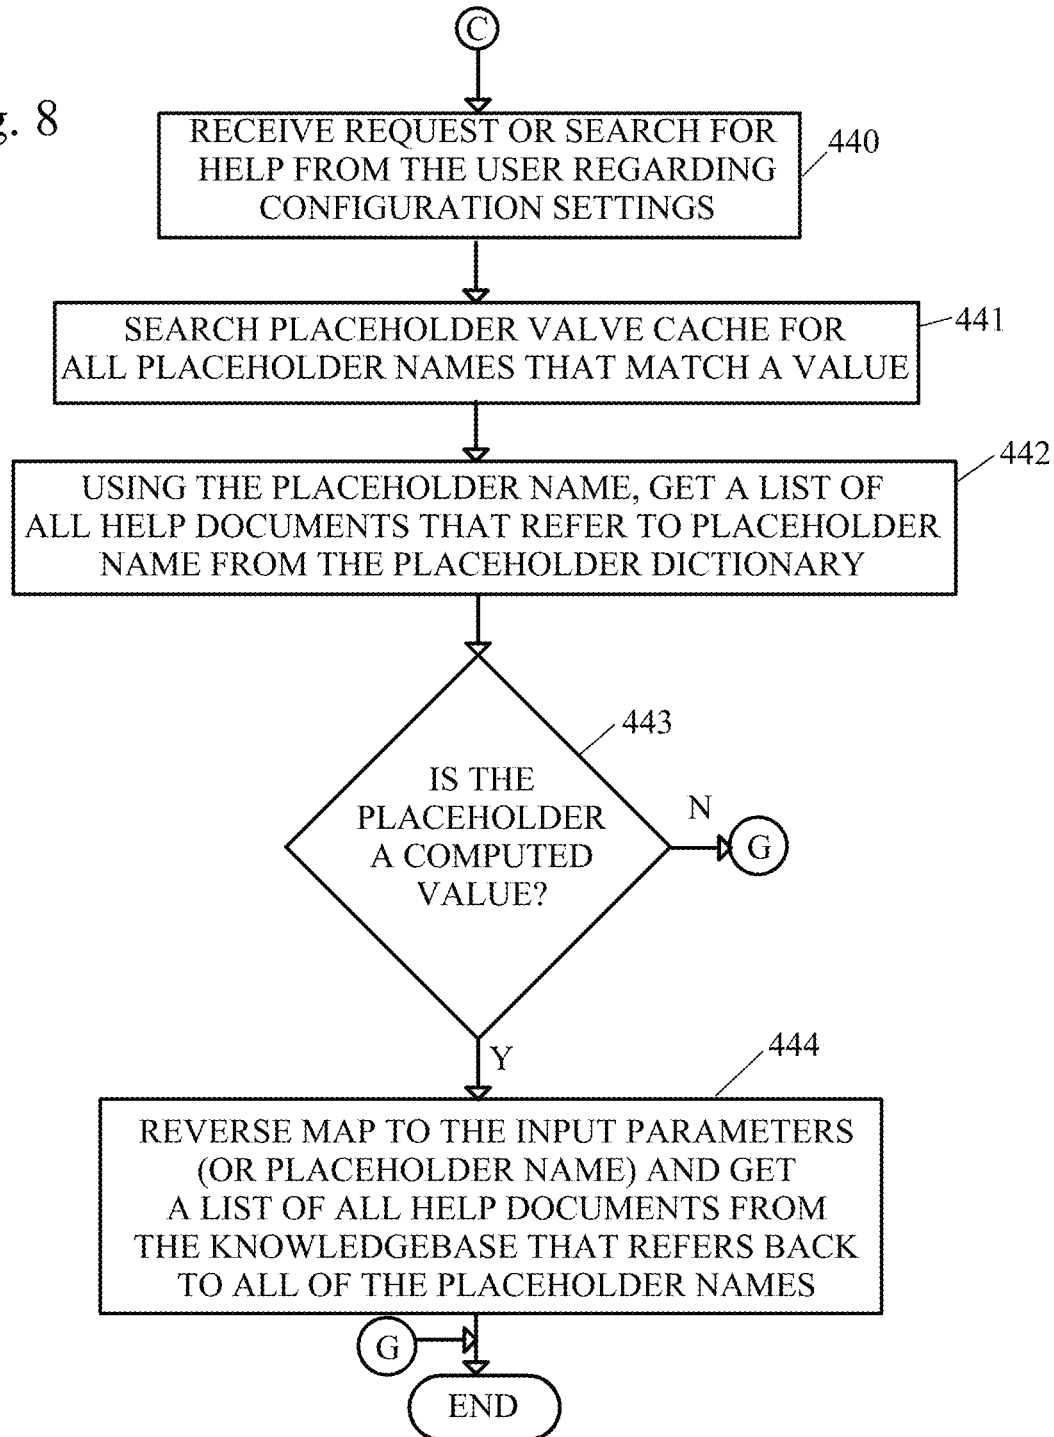 C
g. 8
RECEIVE REQUEST OR SEARCH FOR
HELP FROM THE USER REGARDING
CONFIGURATION SETTINGS
440
SEARCH PLACEHOLDER VALVE CACHE FOR
ALL PLACEHOLDER NAMES THAT MATCH A VALUE
441
USING THE PLACEHOLDER NAME, GET A LIST OF
ALL HELP DOCUMENTS THAT REFER TO PLACEHOLDER
NAME FROM THE PLACEHOLDER DICTIONARY
442
IS THE
PLACEHOLDER
A COMPUTED
VALUE?
443
N
G
Y
REVERSE MAP TO THE INPUT PARAMETERS
(OR PLACEHOLDER NAME) AND GET
A LIST OF ALL HELP DOCUMENTS FROM
THE KNOWLEDGEBASE THAT REFERS BACK
TO ALL OF THE PLACEHOLDER NAMES
444
G
END